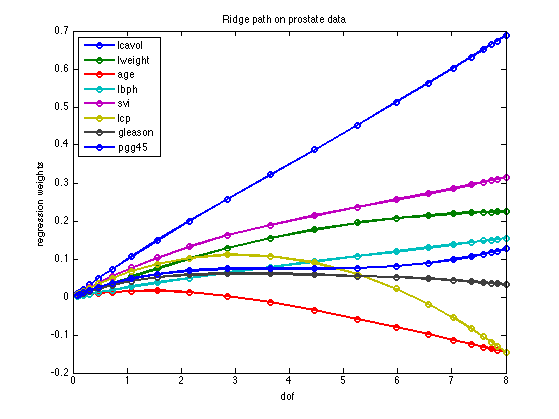 Ridge path on prostate data
0.7
0.6
0.5
0.4
0.3
0.2
0.1
0
-0.1
-0.2
regression weights
lcavol
lweight
age
lbph
svi
lcp
gleason
pgg45
0 1 2 3 4 5 6 7 8
dof